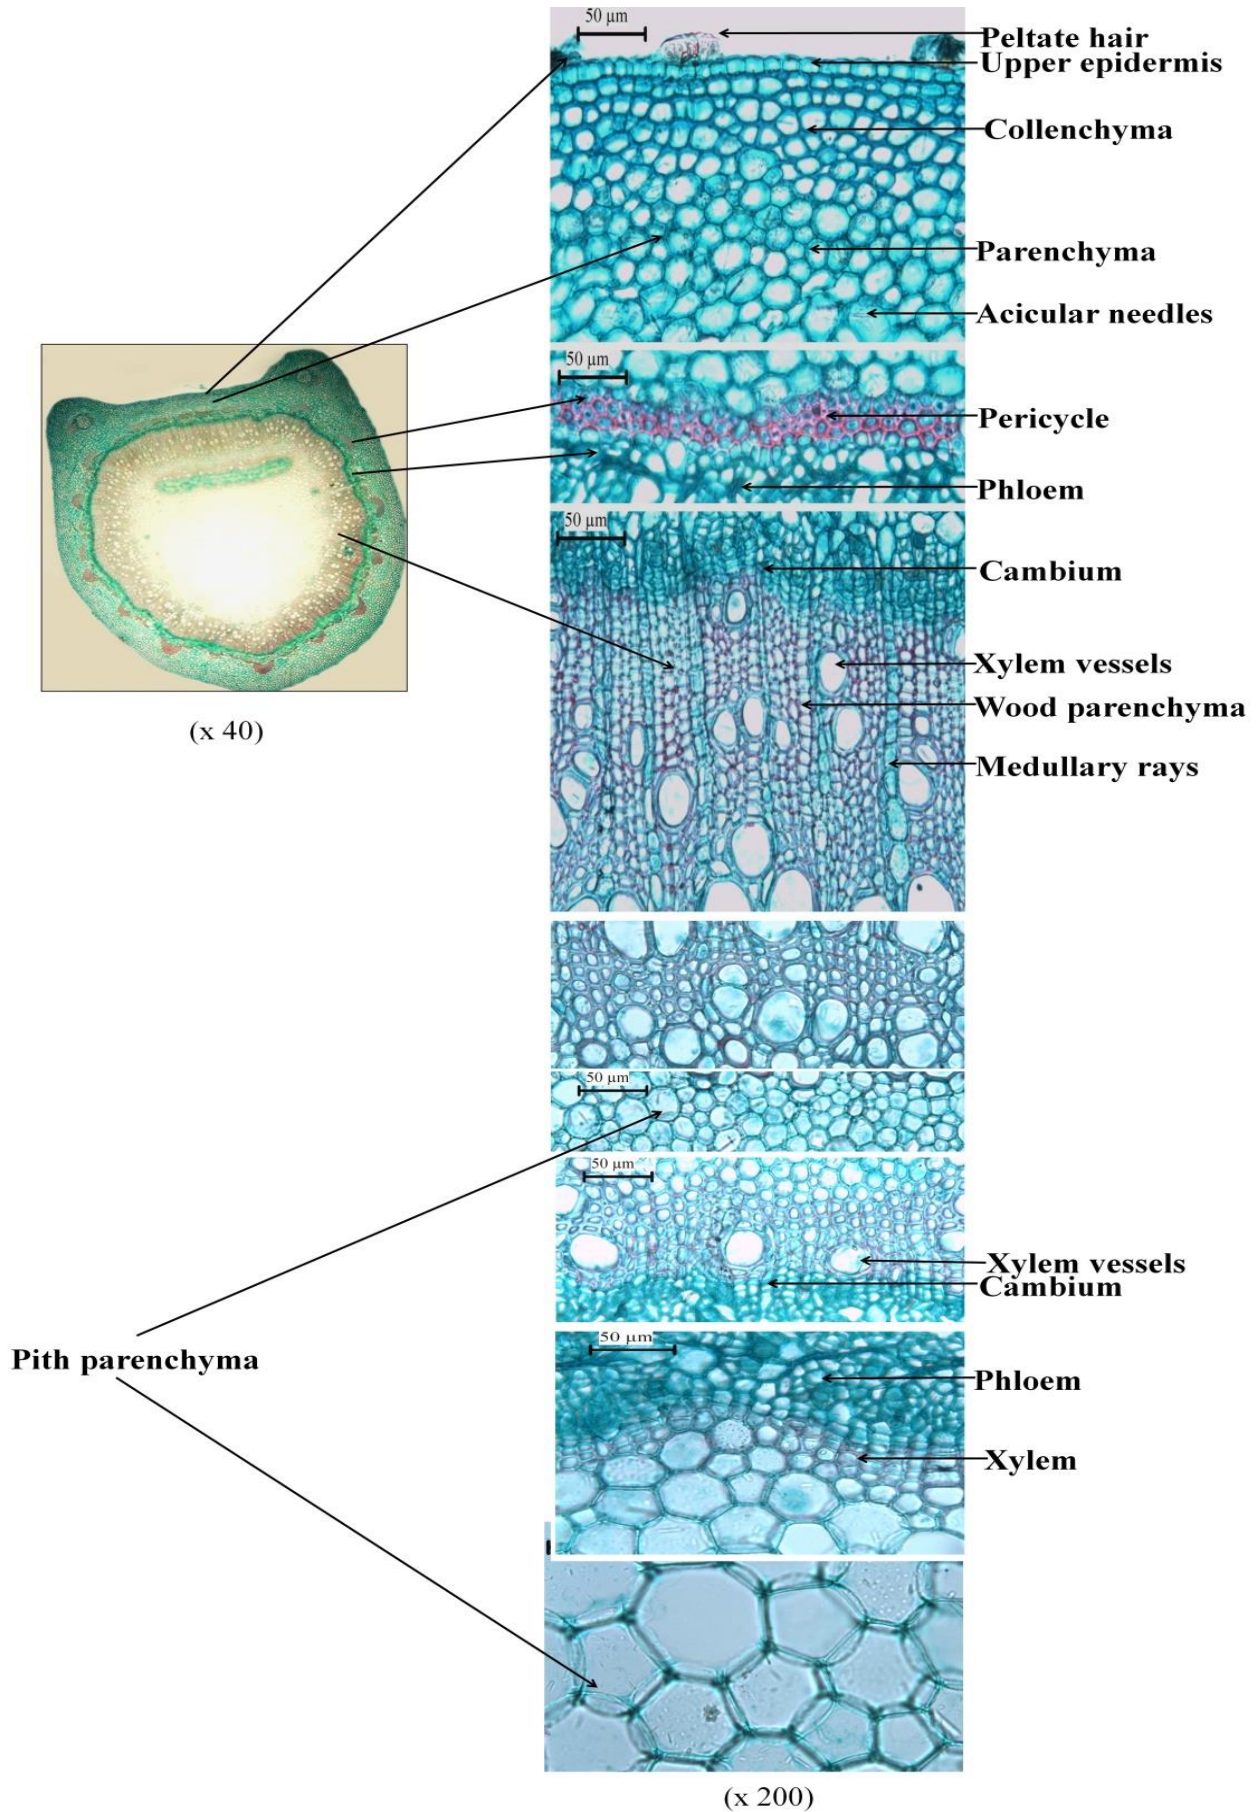 50 μm
Peltate hair
Upper epidermis
Collenchyma
Parenchyma
Acicular needles
50 μm
Pericycle
Phloem
50 μm
Cambium
Xylem vessels
(x 40)
Wood parenchyma
Medullary rays
50 μm
50 μm
Xylem vessels
Cambium
50 μm
Pith parenchyma
Phloem
Xylem
(x 200)